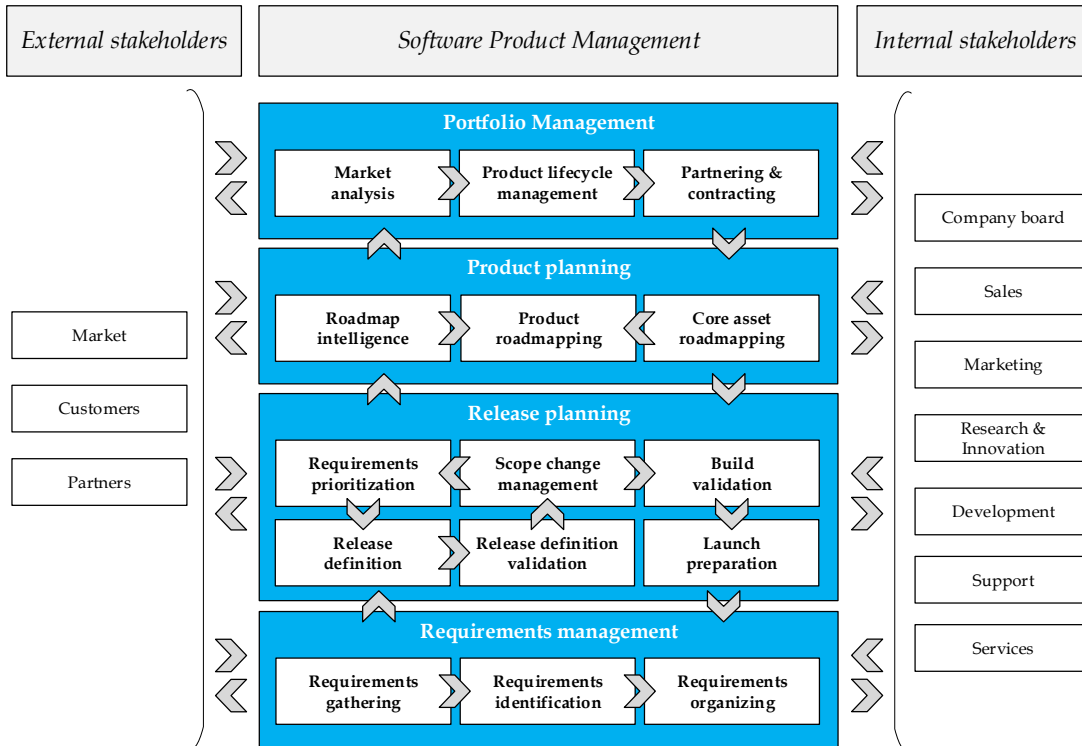 External stakeholders
Software Product Management
Internal stakeholders
Portfolio Management
Market
analysis
Product lifecycle
management
Partnering &
contracting
Product planning
Roadmap
intelligence
Product
roadmapping
Core asset
roadmapping
Release planning
Requirements
prioritization
Scope change
management
Build
validation
Release
definition
Release definition
validation
Launch
preparation
Requirements management
Requirements
gathering
Requirements
identification
Requirements
organizing
Market
Customers
Partners
Company board
Sales
Marketing
Research &
Innovation
Development
Support
Services